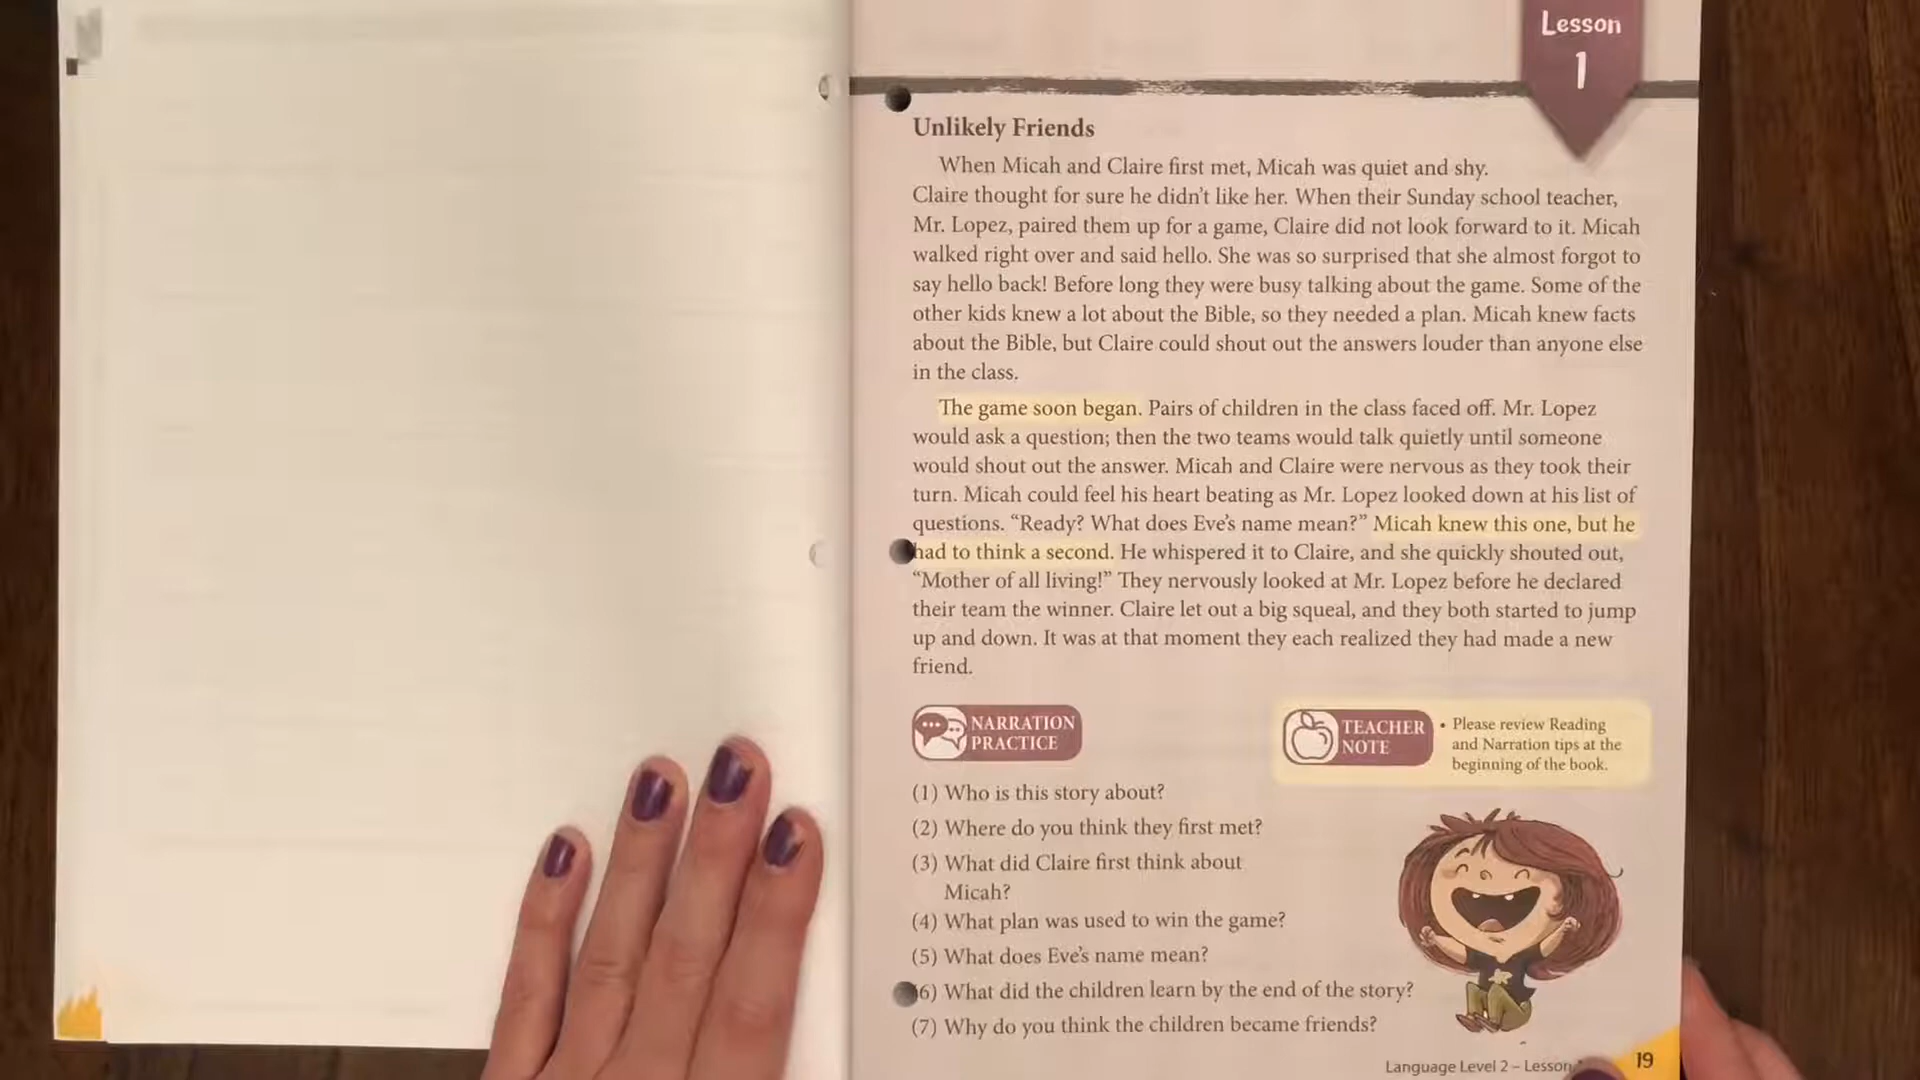 Lesson
1
Unlikely Friends
When Micah and Claire first met, Micah was quiet and shy.
Claire thought for sure he didn’t like her. When their Sunday school teacher,
Mr. Lopez, paired them up for a game, Claire did not look forward to it. Micah
walked right over and said hello. She was so surprised that she almost forgot to
say hello back! Before long they were busy talking about the game. Some of the
other kids knew a lot about the Bible, so they needed a plan. Micah knew facts
about the Bible, but Claire could shout out the answers louder than anyone else
in the class.
The game soon began. Pairs of children in the class faced off. Mr. Lopez
would ask a question; then the two teams would talk quietly until someone
would shout out the answer. Micah and Claire were nervous as they took their
turn. Micah could feel his heart beating as Mr. Lopez looked down at his list of
questions. “Ready? What does Eve’s name mean?” Micah knew this one, but he
had to think a second. He whispered it to Claire, and she quickly shouted out,
“Mother of all living!” They nervously looked at Mr. Lopez before he declared
their team the winner. Claire let out a big squeal, and they both started to jump
up and down. It was at that moment they each realized they had made a new
friend.
NARRATION
PRACTICE
TEACHER
NOTE
• Please review Reading
and Narration tips at the
beginning of the book.
(1) Who is this story about?
(2) Where do you think they first met?
(3) What did Claire first think about
Micah?
(4) What plan was used to win the game?
(5) What does Eve’s name mean?
6) What did the children learn by the end of the story?
(7) Why do you think the children became friends?
Language Level 2 – Lesson
19